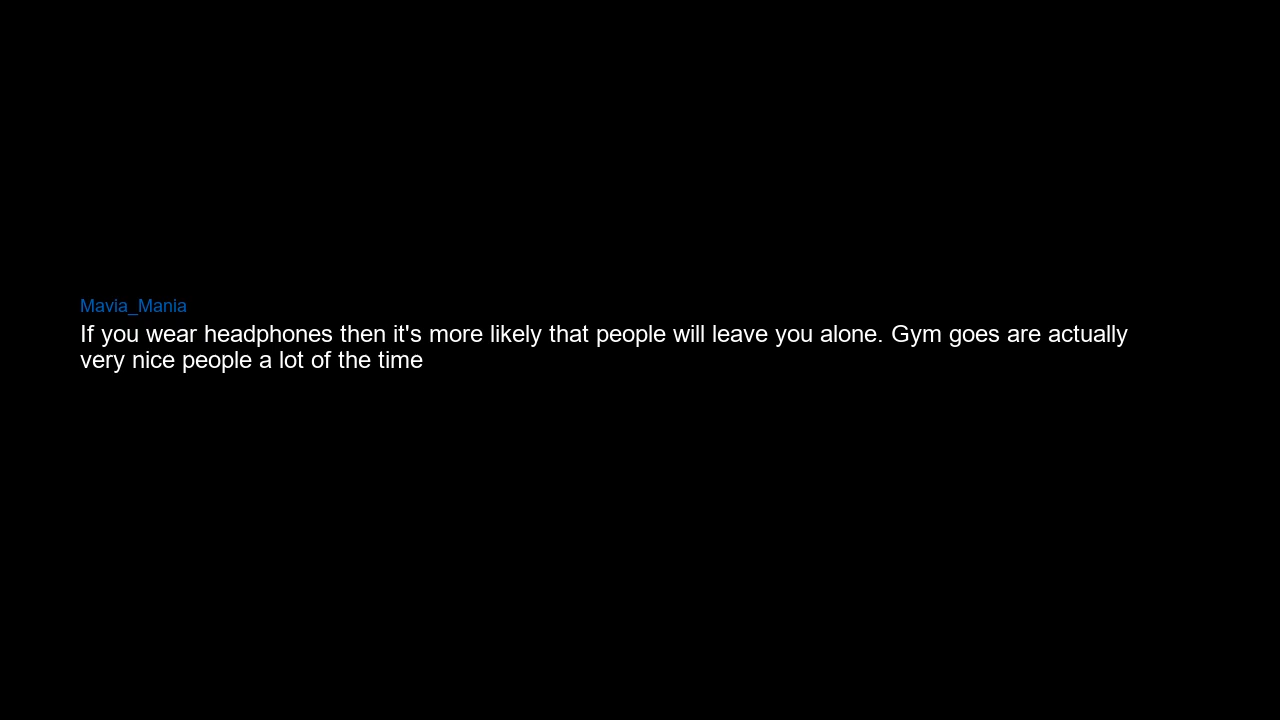 Mavia_Mania
If you wear headphones then it's more likely that people will leave you alone. Gym goes are actually
very nice people a lot of the time